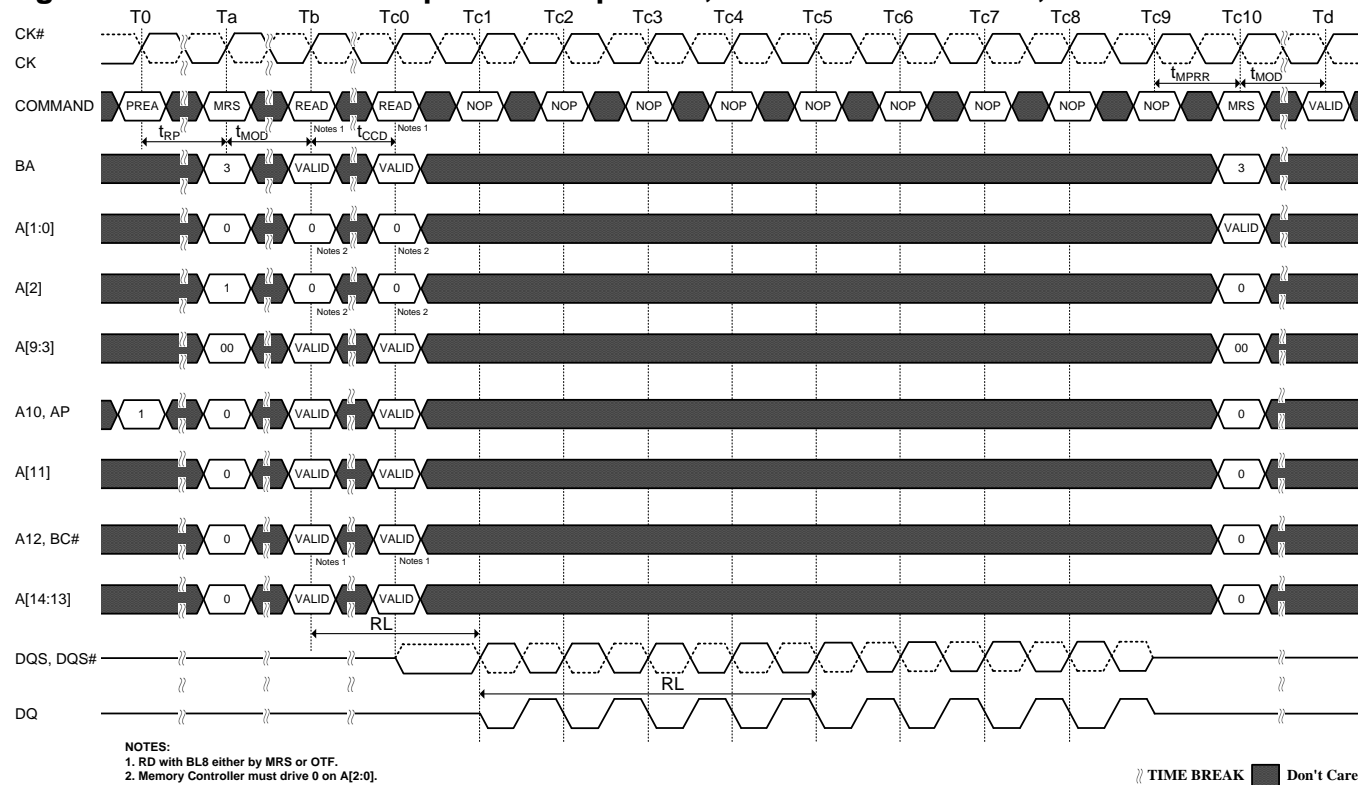 T0 Ta Tb Tc0 Tc1 Tc2 Tc3 Tc4 Tc5 Tc6 Tc7 Tc8 Tc9 Tc10 Td
CK#
CK
tMPRR tMOD
COMMAND PREA MRS READ READ NOP NOP NOP NOP NOP NOP NOP NOP NOP MRS VALID
Notes 1 Notes 1
tRP tMOD tCCD
BA 3 VALID VALID 3
A[1:0] 0 0 0 VALID
Notes 2 Notes 2
A[2] 1 0 0 0
Notes 2 Notes 2
A[9:3] 00 VALID VALID 00
A10, AP 1 0 VALID VALID 0
A[11] 0 VALID VALID 0
A12, BC# 0 VALID VALID 0
Notes 1 Notes 1
A[14:13] 0 VALID VALID 0
RL
DQS, DQS#
RL
DQ
NOTES:
1. RD with BL8 either by MRS or OTF.
2. Memory Controller must drive 0 on A[2:0].
TIME BREAK Don't Care